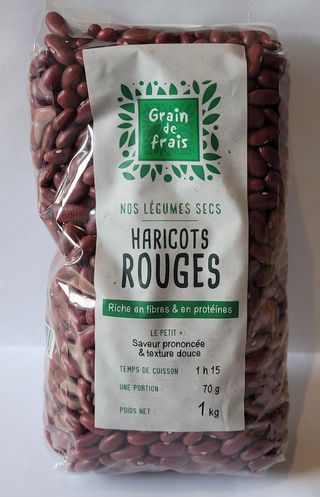 Grain
de
frais
NOS LÉGUMES SECS
HARICOTS
ROUGES
Riche en fibres & en protéines
LE PETIT + :
Saveur prononcée
& texture douce
TEMPS DE CUISSON : 1 h 15
UNE PORTION : 70 g
POIDS NET : 1 kg